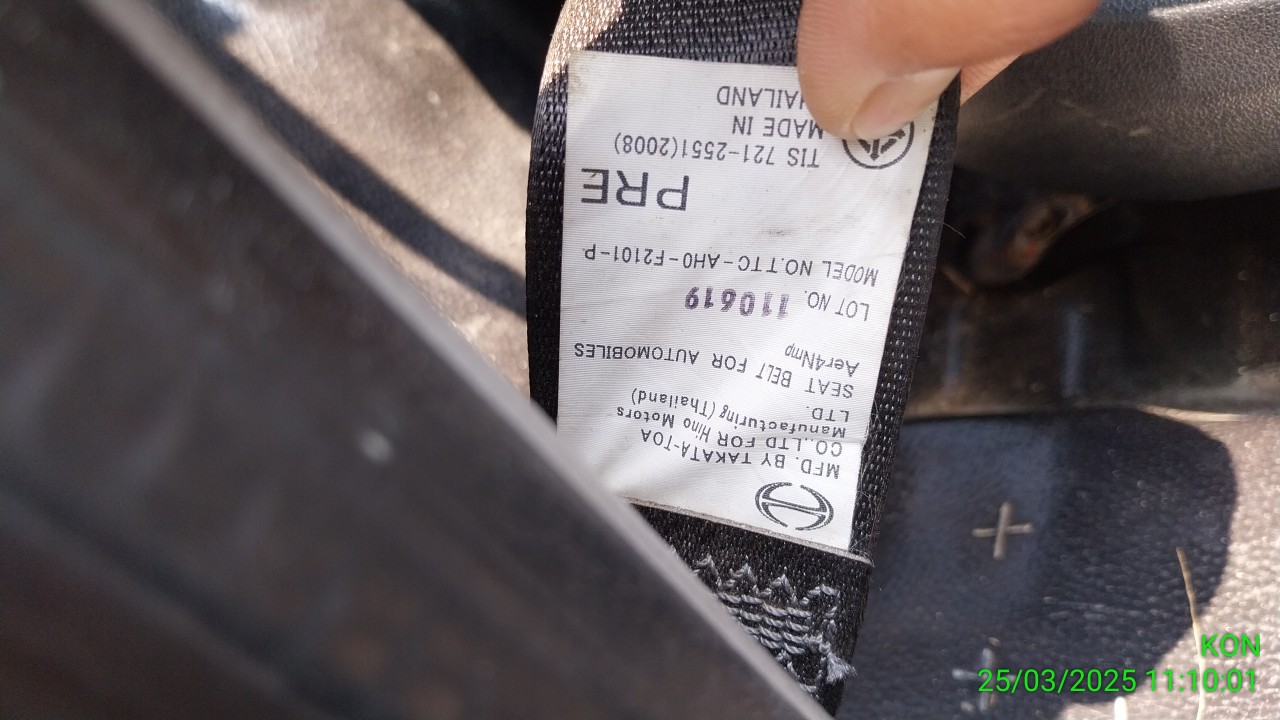 MFD. BY TAKATA-TOA
CO.,LTD FOR Hino Motors
Manufacturing (Thailand)
LTD.
SEAT BELT FOR AUTOMOBILES
Aer4Nmp
LOT NO. 110619
MODEL NO.TTC-AH0-F2101-P
PRE
TIS 721-2551(2008)
MADE IN
THAILAND
KON
25/03/2025 11:10:01